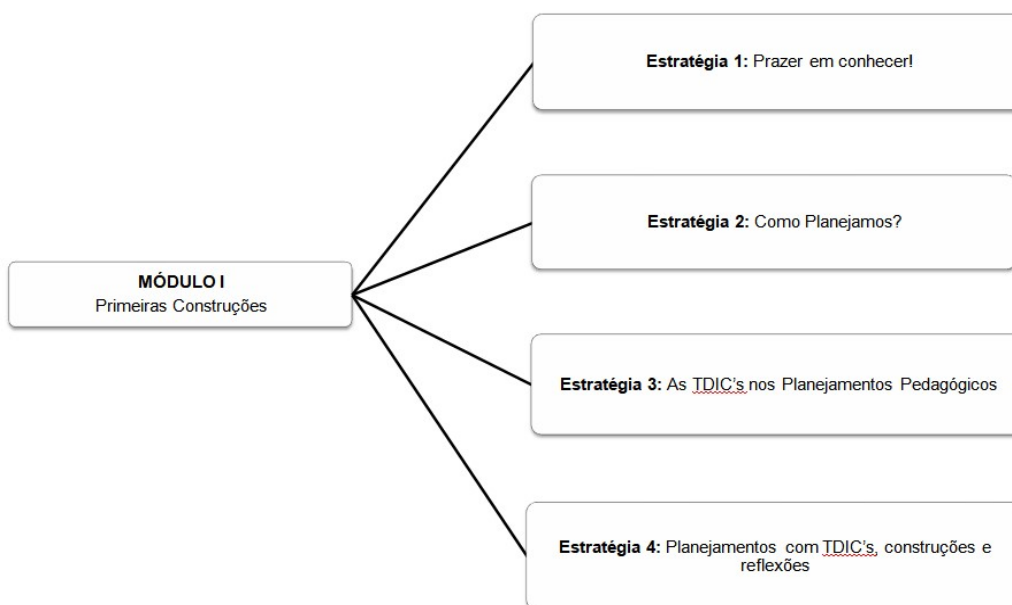 Estratégia 1: Prazer em conhecer!
Estratégia 2: Como Planejamos?
MÓDULO I
Primeiras Construções
Estratégia 3: As TDIC's nos Planejamentos Pedagógicos
Estratégia 4: Planejamentos com TDIC's, construções e
reflexões